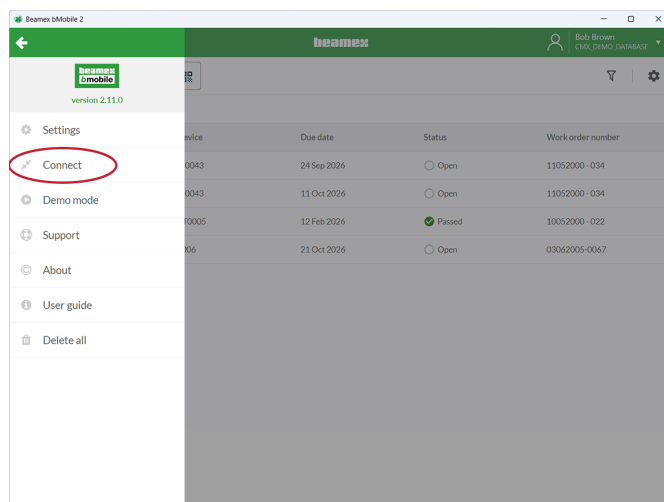 Beamex bMobile 2
beamex
Bob Brown
CMX_DEMO_DATABASE
beamex
bmobile
version 2.11.0
Settings
Connect
Demo mode
Support
About
User guide
Delete all
evice Due date Status Work order number
0043 24 Sep 2026 Open 11052000 - 034
0043 11 Oct 2026 Open 11052000 - 034
T0005 12 Feb 2026 Passed 10052000 - 022
006 21 Oct 2026 Open 03062005-0067